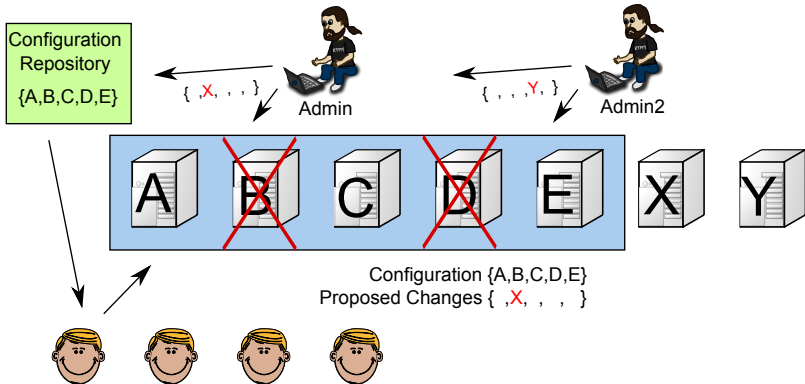 Configuration
Repository
{A,B,C,D,E}
{ ,X, , , }
Admin
{ , , ,Y, }
Admin2
A B C D E X Y
Configuration {A,B,C,D,E}
Proposed Changes { ,X, , , }